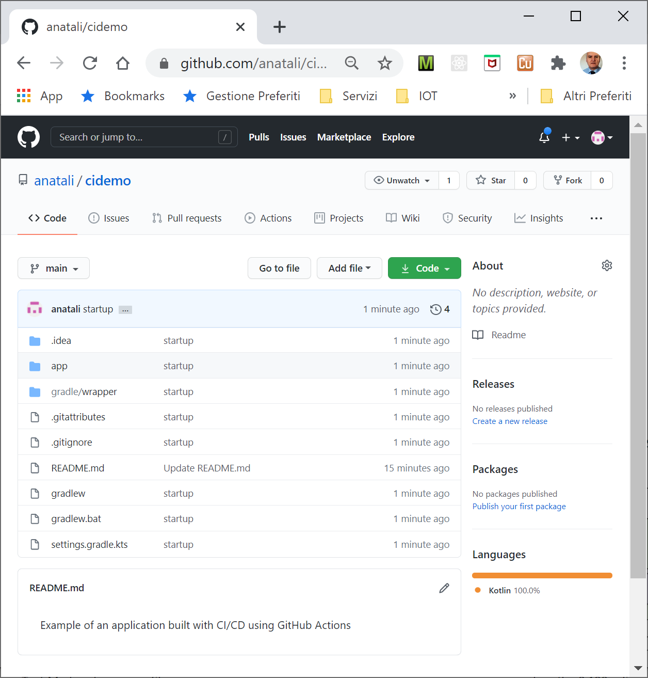 anatali/cidemo
github.com/anatali/ci...
App Bookmarks Gestione Preferiti Servizi IOT » Altri Preferiti
Search or jump to... / Pulls Issues Marketplace Explore
anatali / cidemo Unwatch 1 Star 0 Fork 0
Code Issues Pull requests Actions Projects Wiki Security Insights ...
main Go to file Add file Code
anatali startup ... 1 minute ago 4
.idea startup 1 minute ago
app startup 1 minute ago
gradle/wrapper startup 1 minute ago
.gitattributes startup 1 minute ago
.gitignore startup 1 minute ago
README.md Update README.md 15 minutes ago
gradlew startup 1 minute ago
gradlew.bat startup 1 minute ago
settings.gradle.kts startup 1 minute ago
README.md
Example of an application built with CI/CD using GitHub Actions
About
No description, website, or
topics provided.
Readme
Releases
No releases published
Create a new release
Packages
No packages published
Publish your first package
Languages
Kotlin 100.0%